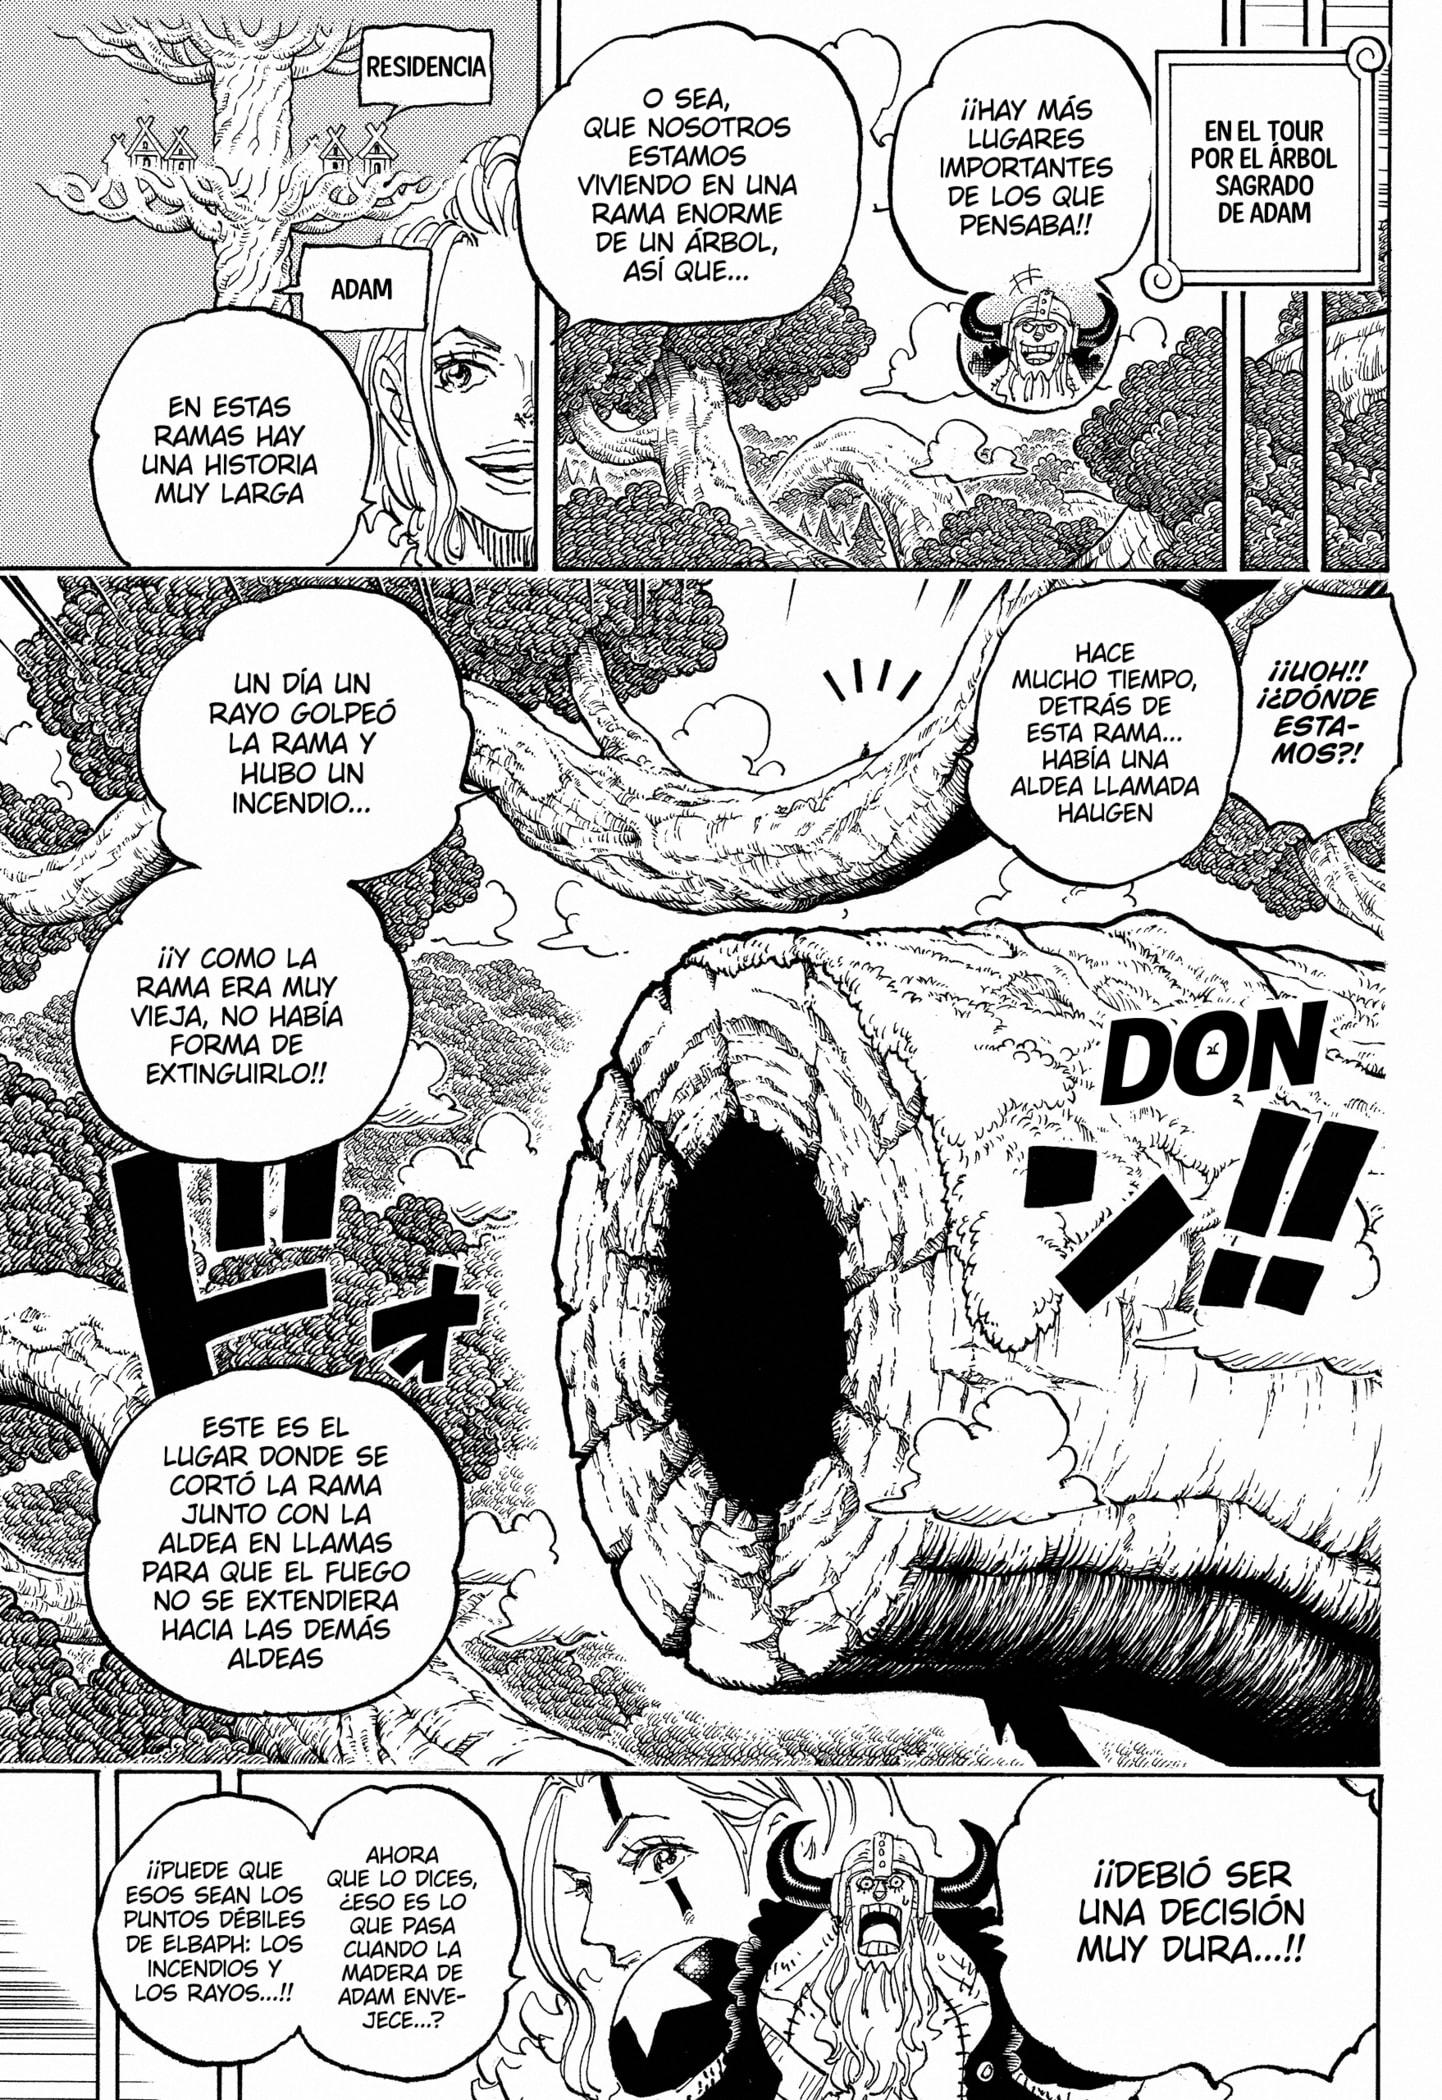 EN EL TOUR
POR EL ÁRBOL
SAGRADO
DE ADAM
¡¡HAY MÁS
LUGARES
IMPORTANTES
DE LOS QUE
PENSABA!!
O SEA,
QUE NOSOTROS
ESTAMOS
VIVIENDO EN UNA
RAMA ENORME
DE UN ÁRBOL,
ASÍ QUE...
RESIDENCIA
ADAM
EN ESTAS
RAMAS HAY
UNA HISTORIA
MUY LARGA
¡¡UOH!!
¡¿DÓNDE
ESTA-
MOS?!
HACE
MUCHO TIEMPO,
DETRÁS DE
ESTA RAMA...
HABÍA UNA
ALDEA LLAMADA
HAUGEN
UN DÍA UN
RAYO GOLPEÓ
LA RAMA Y
HUBO UN
INCENDIO...
¡¡Y COMO LA
RAMA ERA MUY
VIEJA, NO HABÍA
FORMA DE
EXTINGUIRLO!!
DON
ドォン!!
ESTE ES EL
LUGAR DONDE SE
CORTÓ LA RAMA
JUNTO CON LA
ALDEA EN LLAMAS
PARA QUE EL FUEGO
NO SE EXTENDIERA
HACIA LAS DEMÁS
ALDEAS
¡¡DEBIÓ SER
UNA DECISIÓN
MUY DURA...!!
AHORA
QUE LO DICES,
¿ESO ES LO
QUE PASA
CUANDO LA
MADERA DE
ADAM ENVE-
JECE...?
¡¡PUEDE QUE
ESOS SEAN LOS
PUNTOS DÉBILES
DE ELBAPH: LOS
INCENDIOS Y
LOS RAYOS...!!